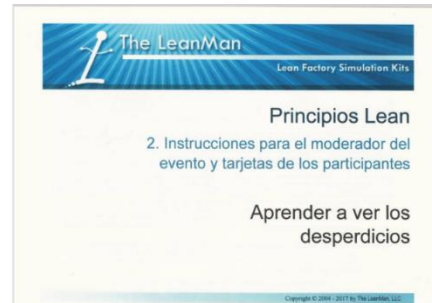 The LeanMan
Lean Factory Simulation Kits
Principios Lean
2. Instrucciones para el moderador del
evento y tarjetas de los participantes
Aprender a ver los
desperdicios
Copyright © 2004 - 2017 by The LeanMan, LLC.